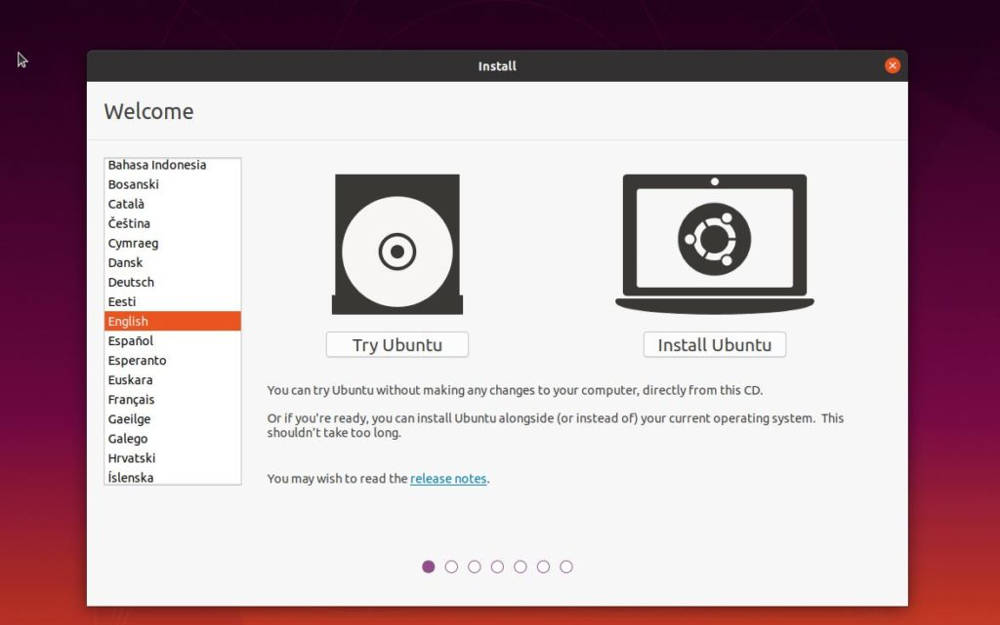 Install
Welcome
Bahasa Indonesia
Bosanski
Català
Čeština
Cymraeg
Dansk
Deutsch
Eesti
English
Español
Esperanto
Euskara
Français
Gaeilge
Galego
Hrvatski
Íslenska
Try Ubuntu
Install Ubuntu
You can try Ubuntu without making any changes to your computer, directly from this CD.
Or if you're ready, you can install Ubuntu alongside (or instead of) your current operating system. This
shouldn't take too long.
You may wish to read the release notes.